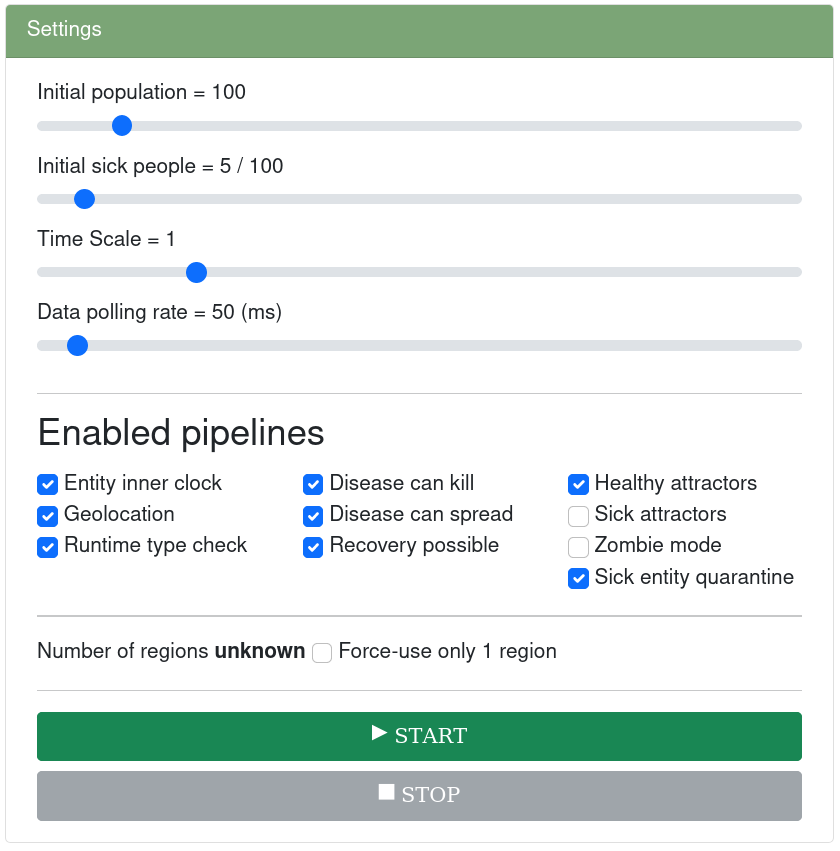 Settings
Initial population = 100
Initial sick people = 5 / 100
Time Scale = 1
Data polling rate = 50 (ms)
Enabled pipelines
Entity inner clock
Geolocation
Runtime type check
Disease can kill
Disease can spread
Recovery possible
Healthy attractors
Sick attractors
Zombie mode
Sick entity quarantine
Number of regions unknown Force-use only 1 region
START
STOP